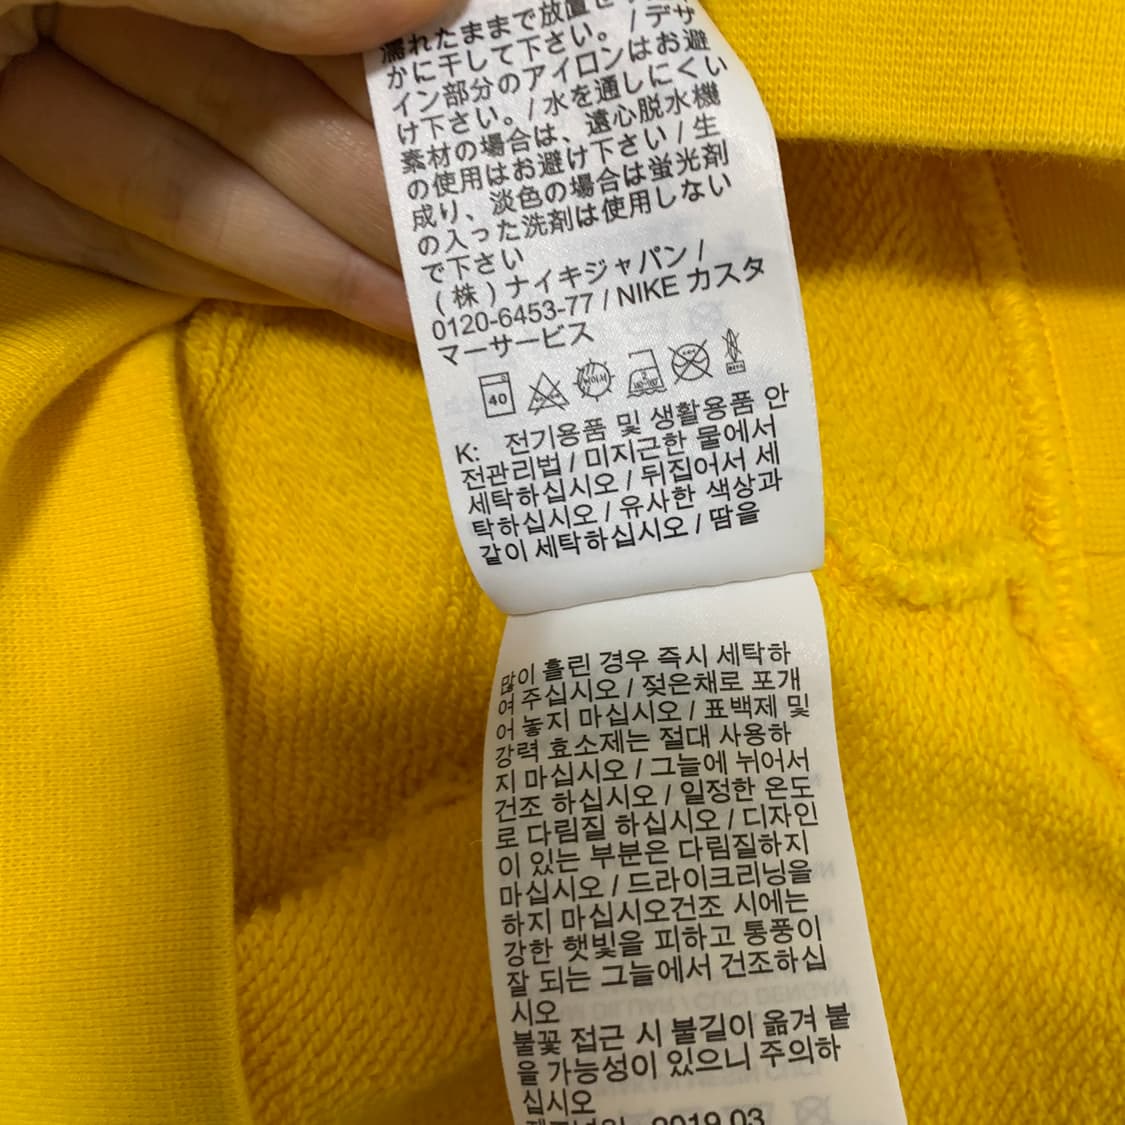 濡れたままで放置せ
かに干して下さい。/ デザ
イン部分のアイロンはお避
け下さい。/ 水を通しにくい
素材の場合は、遠心脱水機
の使用はお避け下さい / 生
成り、淡色の場合は蛍光剤
の入った洗剤は使用しない
で下さい
(株) ナイキジャパン /
0120-6453-77 / NIKE カスタ
マーサービス
40
K: 전기용품 및 생활용품 안
전관리법 / 미지근한 물에서
세탁하십시오 / 뒤집어서 세
탁하십시오 / 유사한 색상과
같이 세탁하십시오 / 땀을
많이 흘린 경우 즉시 세탁하
여 주십시오 / 젖은채로 포개
어 놓지 마십시오 / 표백제 및
강력 효소제는 절대 사용하
지 마십시오 / 그늘에 뉘어서
건조 하십시오 / 일정한 온도
로 다림질 하십시오 / 디자인
이 있는 부분은 다림질하지
마십시오 / 드라이크리닝을
하지 마십시오건조 시에는
강한 햇빛을 피하고 통풍이
잘 되는 그늘에서 건조하십
시오
불꽃 접근 시 불길이 옮겨 붙
을 가능성이 있으니 주의하
십시오
2019.03